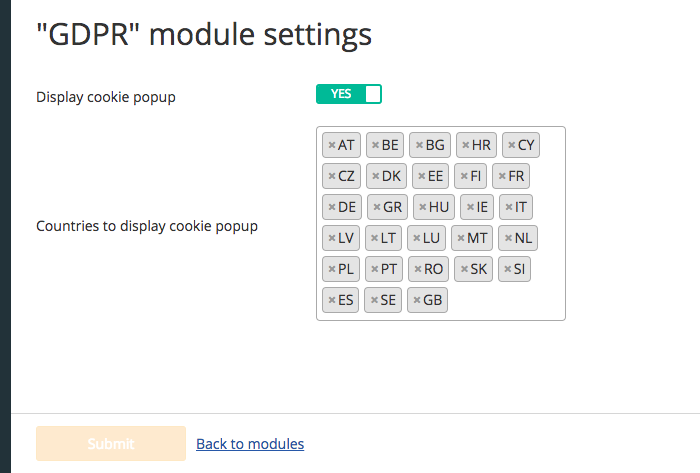 "GDPR" module settings
Display cookie popup
YES
× AT × BE × BG × HR × CY
× CZ × DK × EE × FI × FR
× DE × GR × HU × IE × IT
Countries to display cookie popup
× LV × LT × LU × MT × NL
× PL × PT × RO × SK × SI
× ES × SE × GB
Submit
Back to modules